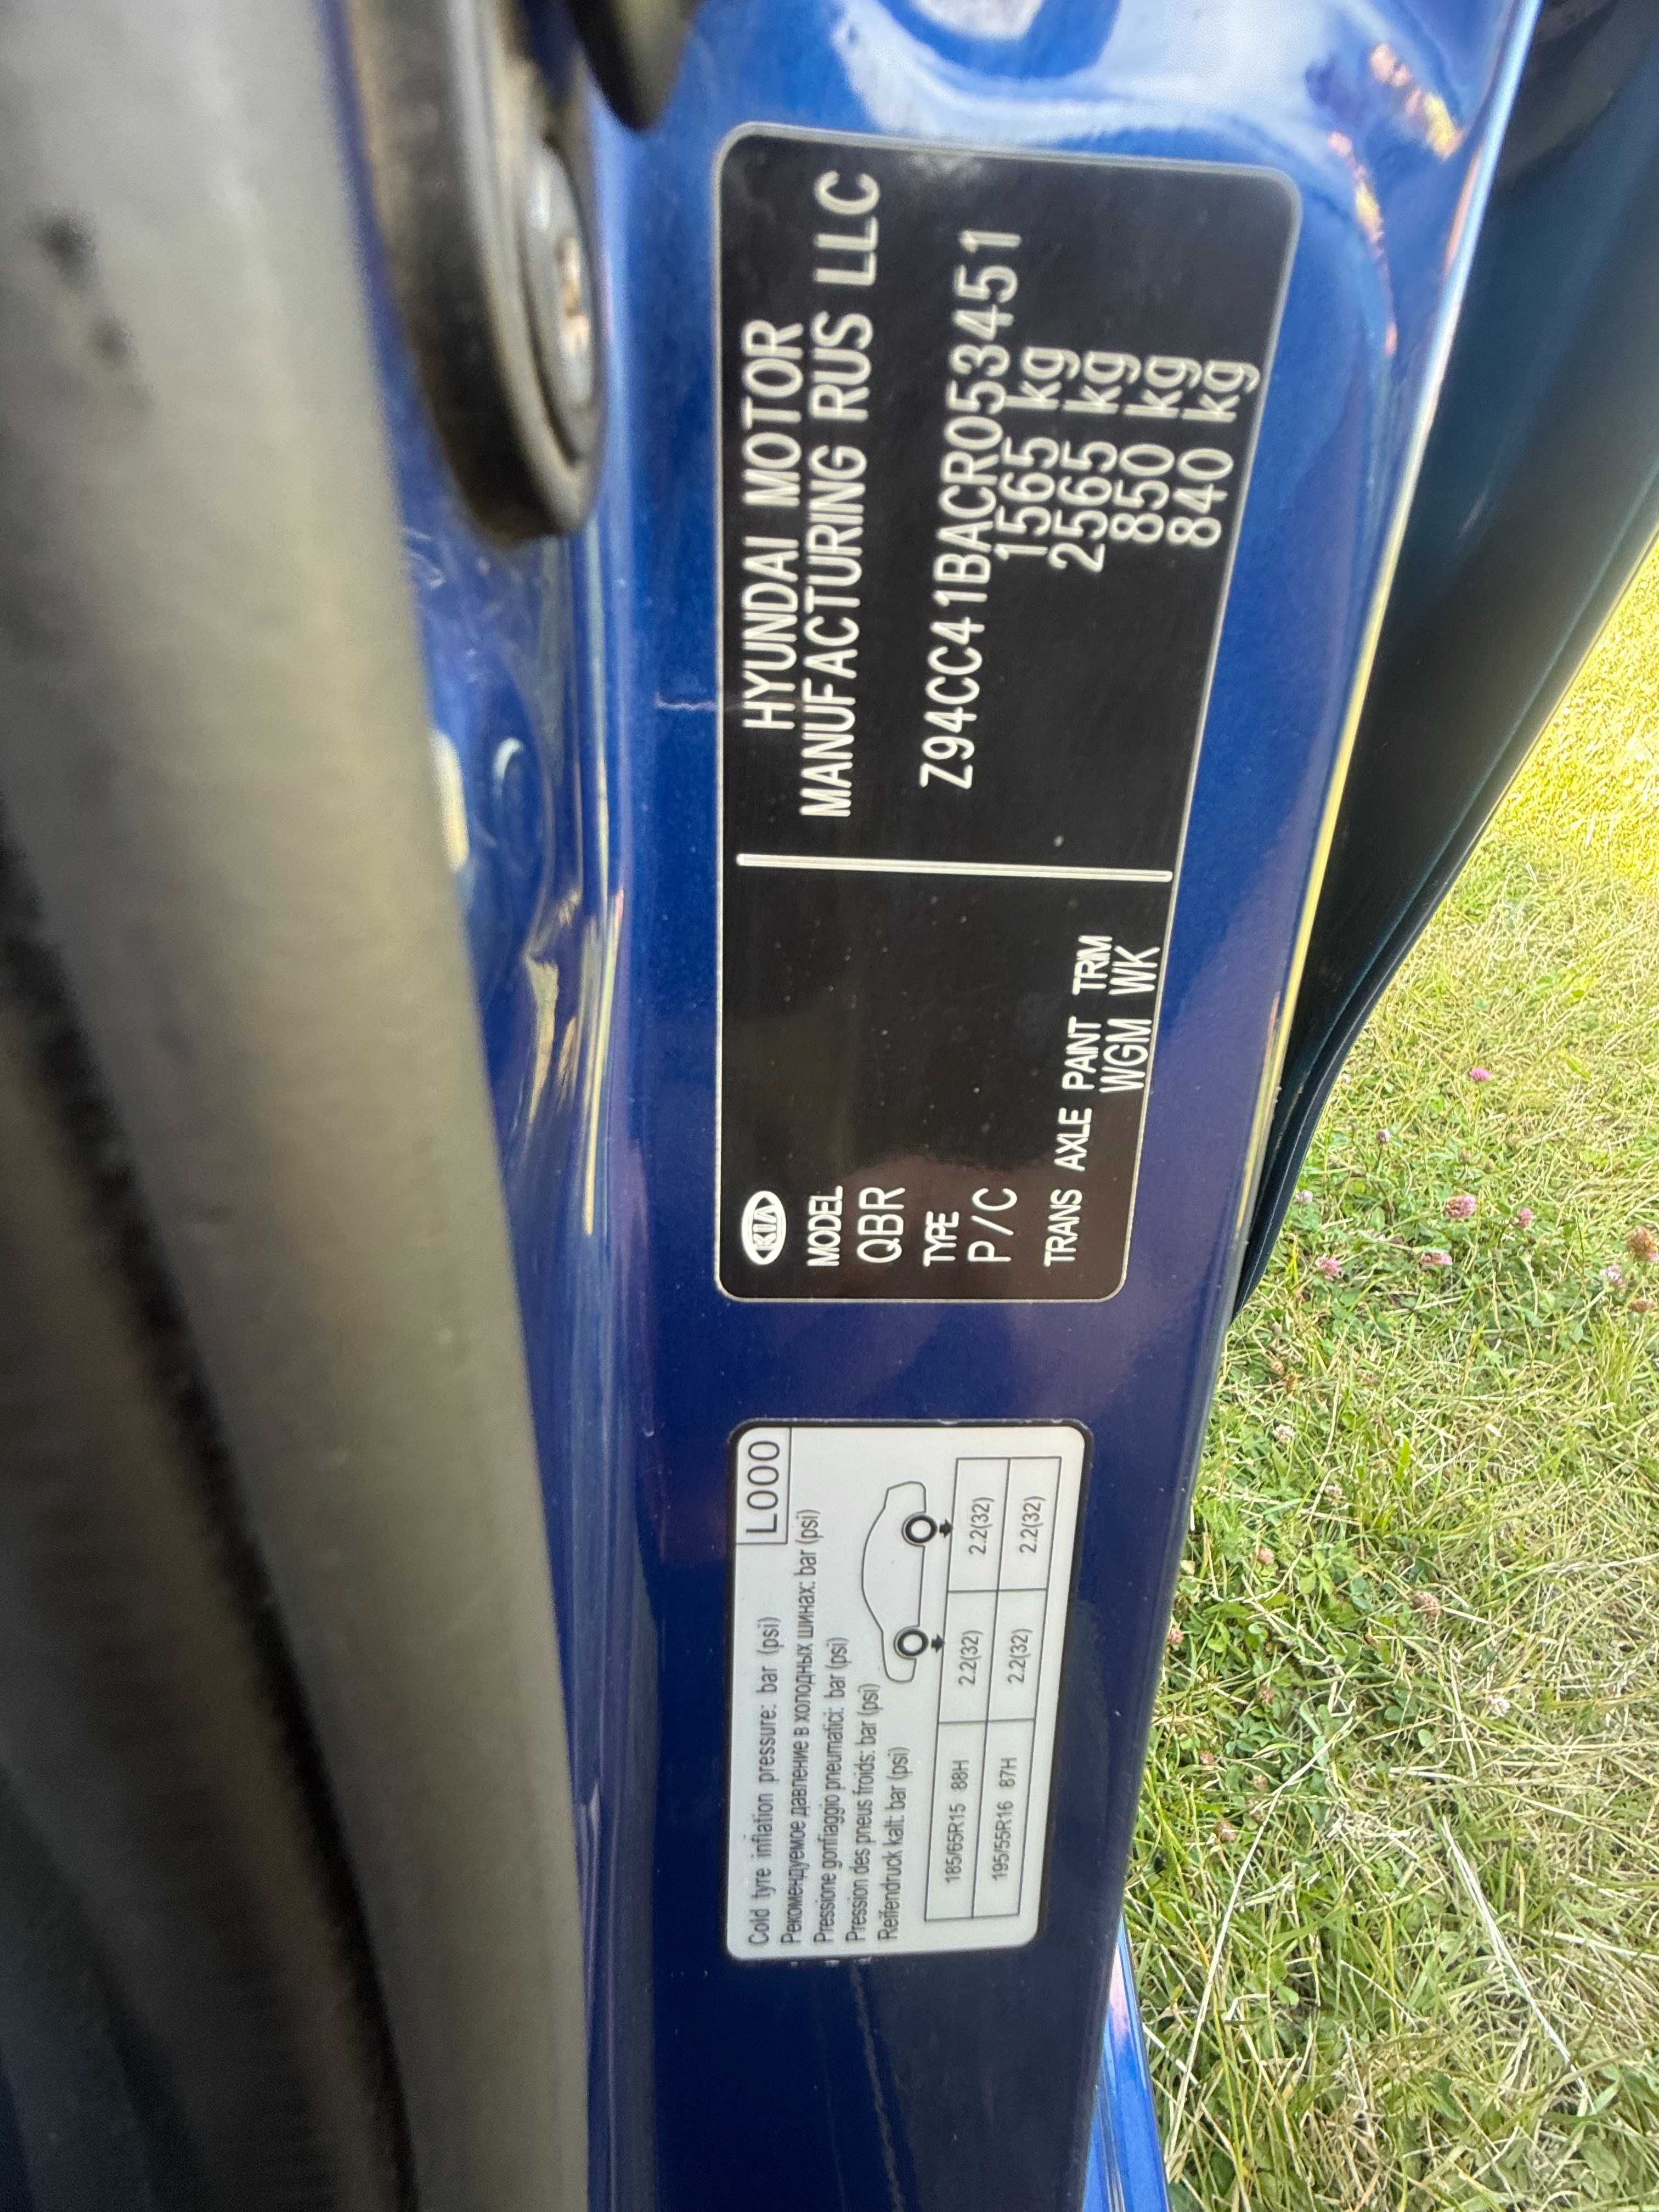 KIA
MODEL
QBR
TYPE
P/C
TRANS AXLE PAINT TRIM
WGM WK
HYUNDAI MOTOR
MANUFACTURING RUS LLC
Z94CC41BACR053451
1565 kg
2565 kg
850 kg
840 kg
L000
Cold tyre inflation pressure: bar (psi)
Рекомендуемое давление в холодных шинах: bar (psi)
Pressione gonfiaggio pneumatici: bar (psi)
Pression des pneus froids: bar (psi)
Reifendruck kalt: bar (psi)
185/65R15 88H 2.2(32) 2.2(32)
195/55R16 87H 2.2(32) 2.2(32)